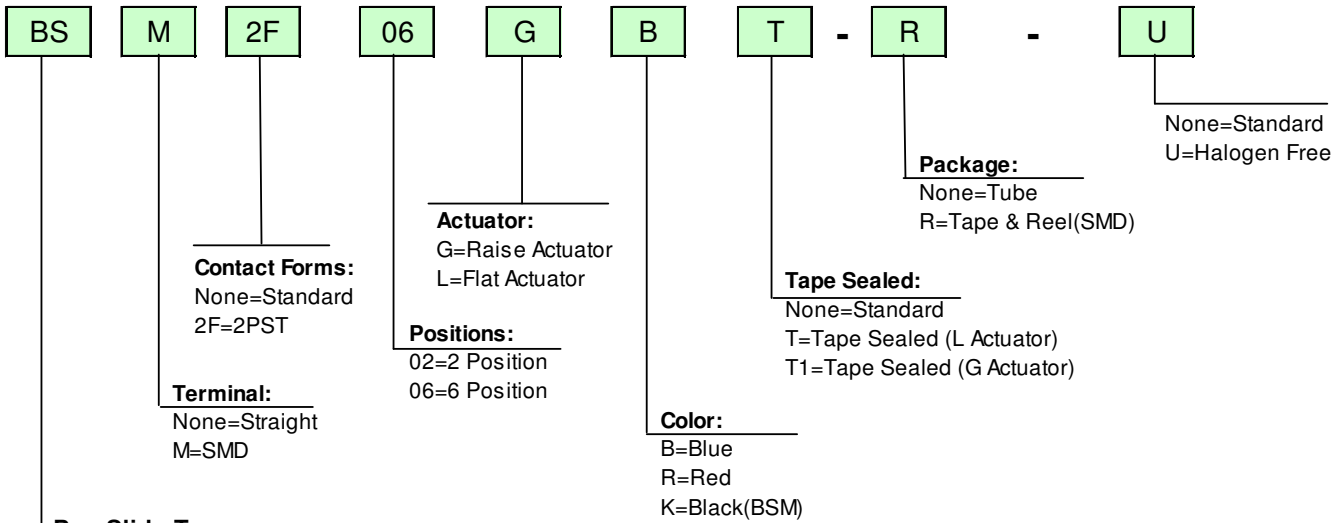 BS M 2F 06 G B T - R - U
None=Standard
U=Halogen Free
Package:
None=Tube
R=Tape & Reel(SMD)
Actuator:
G=Raise Actuator
L=Flat Actuator
Contact Forms:
None=Standard
2F=2PST
Tape Sealed:
None=Standard
T=Tape Sealed (L Actuator)
T1=Tape Sealed (G Actuator)
Positions:
02=2 Position
06=6 Position
Terminal:
None=Straight
M=SMD
Color:
B=Blue
R=Red
K=Black(BSM)
Slide